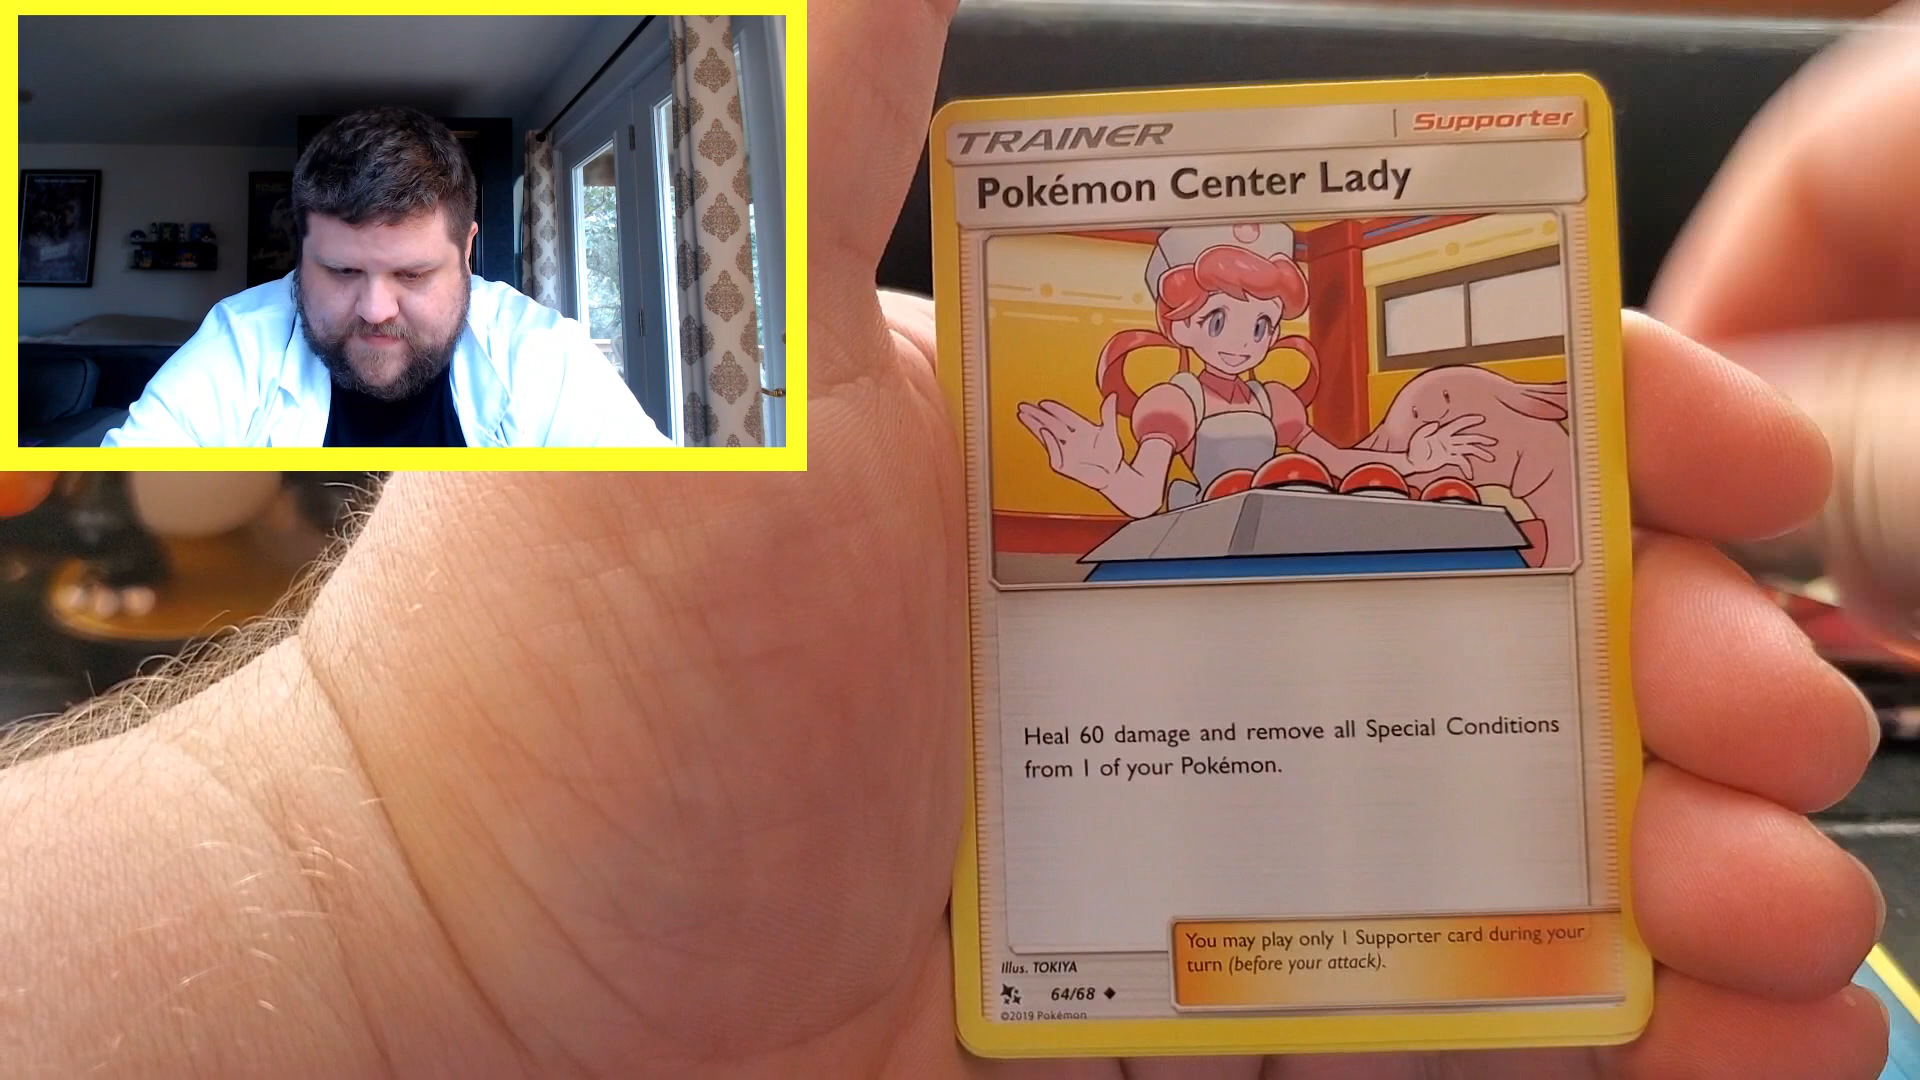 TRAINER
Supporter
Pokémon Center Lady
Heal 60 damage and remove all Special Conditions
from 1 of your Pokémon.
You may play only 1 Supporter card during your
turn (before your attack).
Illus. TOKIYA
64/68
©2019 Pokémon